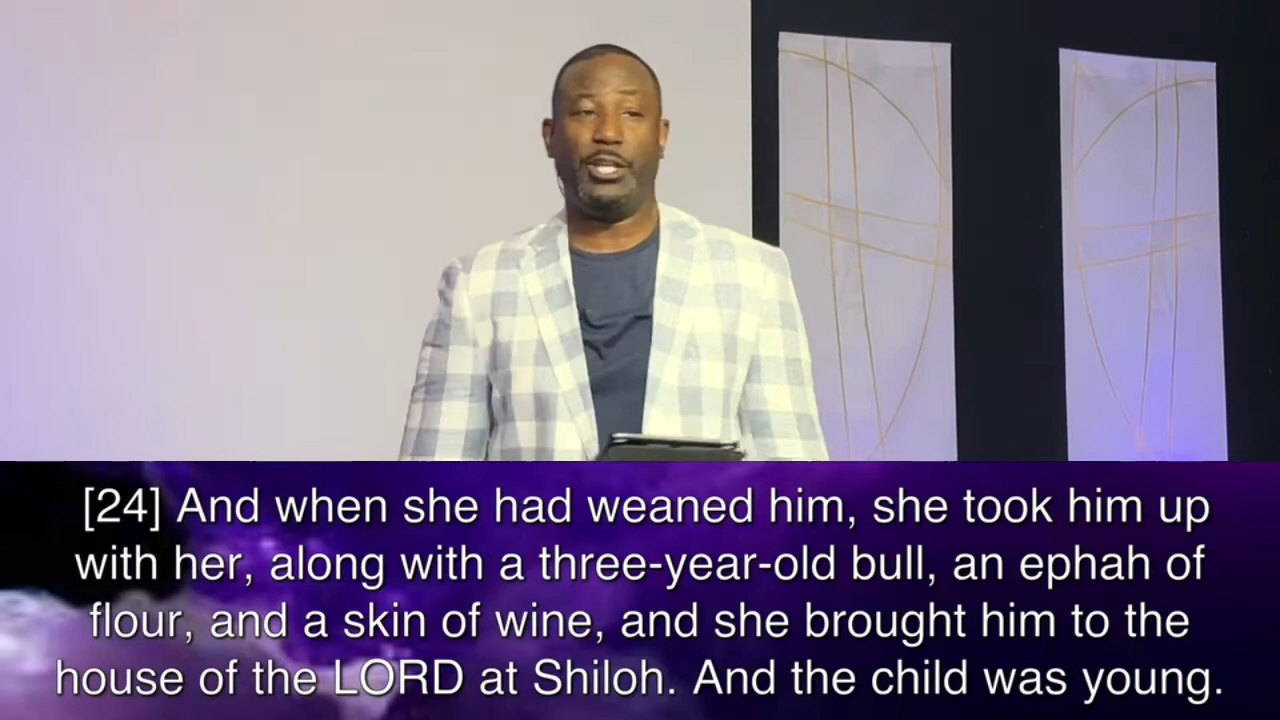 [24] And when she had weaned him, she took him up
with her, along with a three-year-old bull, an ephah of
flour, and a skin of wine, and she brought him to the
house of the LORD at Shiloh. And the child was young.